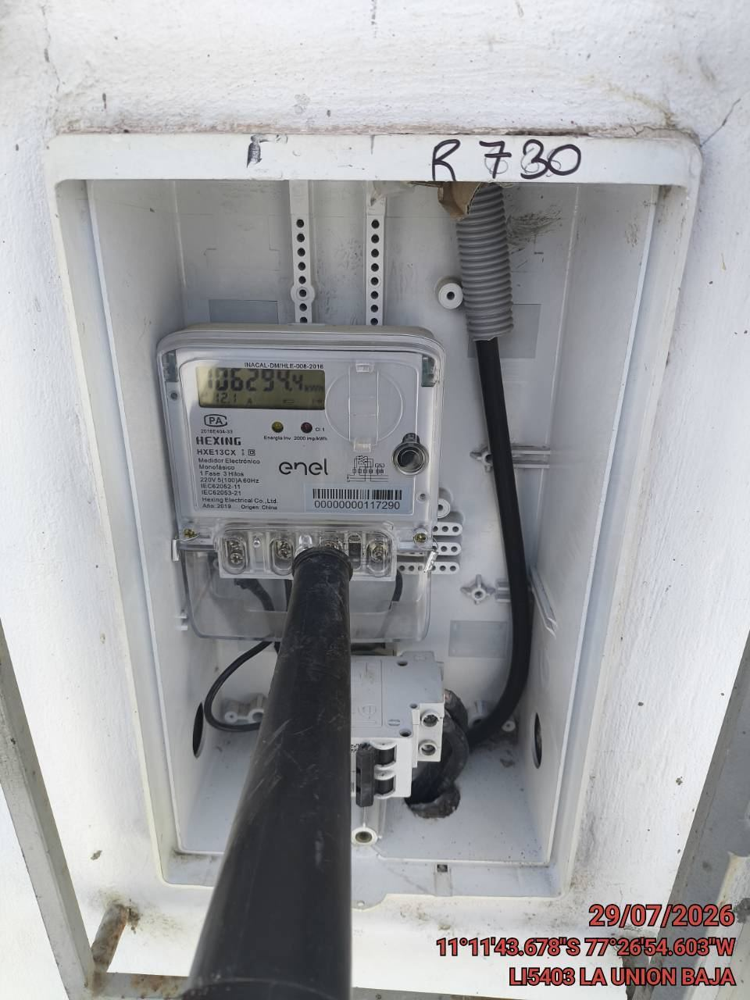 R 730
INACAL-DM/HLE-008-2016
106294.4 kWh
12.1 A
PA
2016E404-33
HEXING
HXE13CX
Medidor Electrónico
Monofásico
1 Fase 3 Hilos
220V 5(100)A 60Hz
IEC62052-11
IEC62053-21
Hexing Electrical Co.,Ltd.
Año: 2019 Origen: China
Cl 1
Energía Inv 2000 imp/kWh
enel
00000000117290
29/07/2026
11°11'43.678"S 77°26'54.603"W
LI5403 LA UNION BAJA